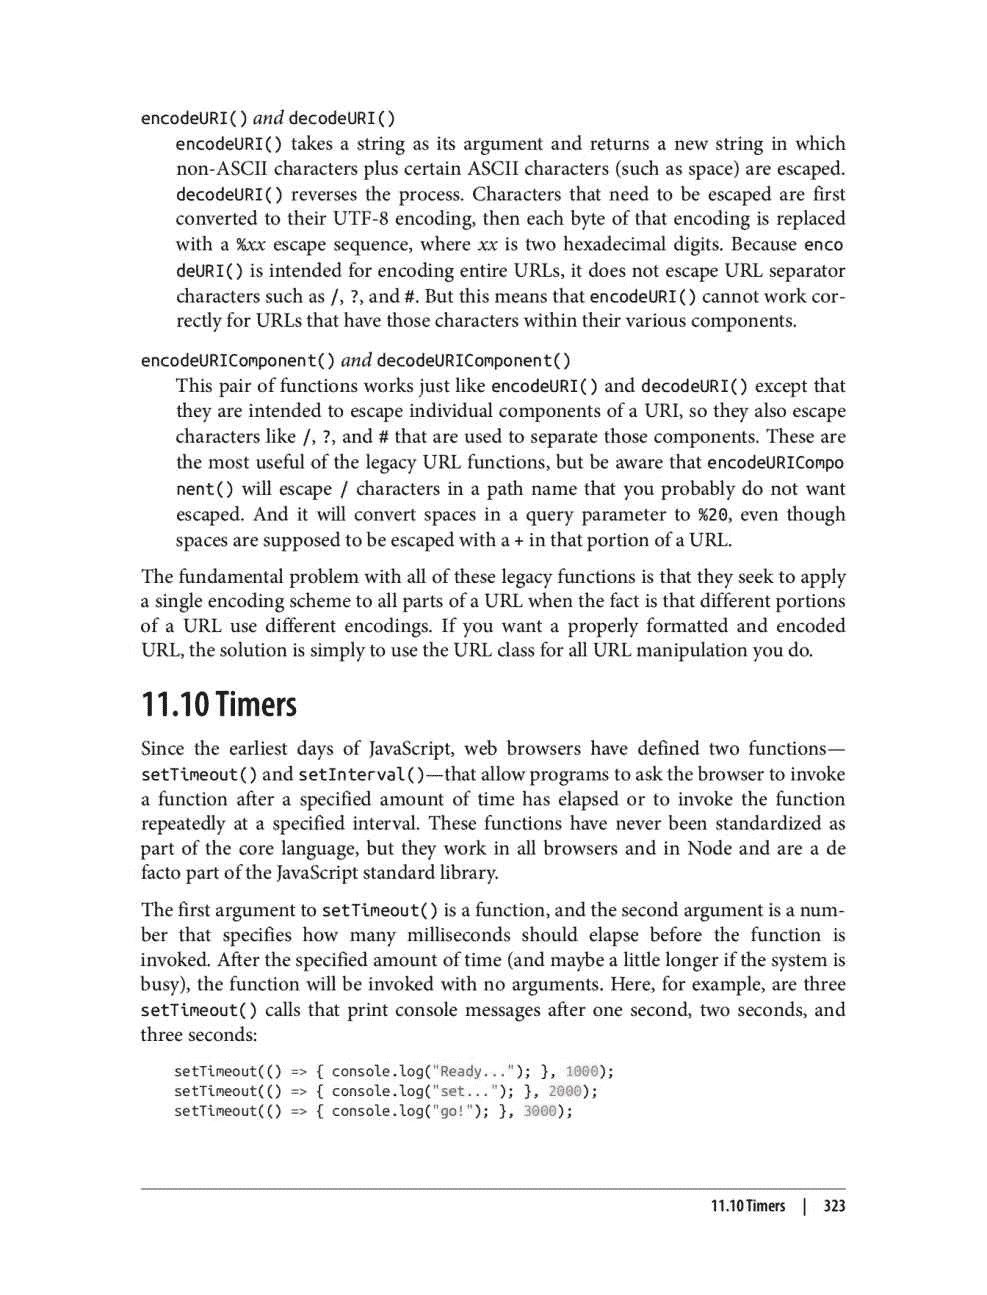 encodeURI() and decodeURI()
encodeURI() takes a string as its argument and returns a new string in which
non-ASCII characters plus certain ASCII characters (such as space) are escaped.
decodeURI() reverses the process. Characters that need to be escaped are first
converted to their UTF-8 encoding, then each byte of that encoding is replaced
with a %xx escape sequence, where xx is two hexadecimal digits. Because enco
deURI() is intended for encoding entire URLs, it does not escape URL separator
characters such as /, ?, and #. But this means that encodeURI() cannot work cor-
rectly for URLs that have those characters within their various components.
encodeURIComponent() and decodeURIComponent()
This pair of functions works just like encodeURI() and decodeURI() except that
they are intended to escape individual components of a URI, so they also escape
characters like /, ?, and # that are used to separate those components. These are
the most useful of the legacy URL functions, but be aware that encodeURICompo
nent() will escape / characters in a path name that you probably do not want
escaped. And it will convert spaces in a query parameter to %20, even though
spaces are supposed to be escaped with a + in that portion of a URL.
The fundamental problem with all of these legacy functions is that they seek to apply
a single encoding scheme to all parts of a URL when the fact is that different portions
of a URL use different encodings. If you want a properly formatted and encoded
URL, the solution is simply to use the URL class for all URL manipulation you do.
11.10 Timers
Since the earliest days of JavaScript, web browsers have defined two functions—
setTimeout() and setInterval()—that allow programs to ask the browser to invoke
a function after a specified amount of time has elapsed or to invoke the function
repeatedly at a specified interval. These functions have never been standardized as
part of the core language, but they work in all browsers and in Node and are a de
facto part of the JavaScript standard library.
The first argument to setTimeout() is a function, and the second argument is a num-
ber that specifies how many milliseconds should elapse before the function is
invoked. After the specified amount of time (and maybe a little longer if the system is
busy), the function will be invoked with no arguments. Here, for example, are three
setTimeout() calls that print console messages after one second, two seconds, and
three seconds:
setTimeout(() => { console.log("Ready..."); }, 1000);
setTimeout(() => { console.log("set..."); }, 2000);
setTimeout(() => { console.log("go!"); }, 3000);
11.10 Timers | 323